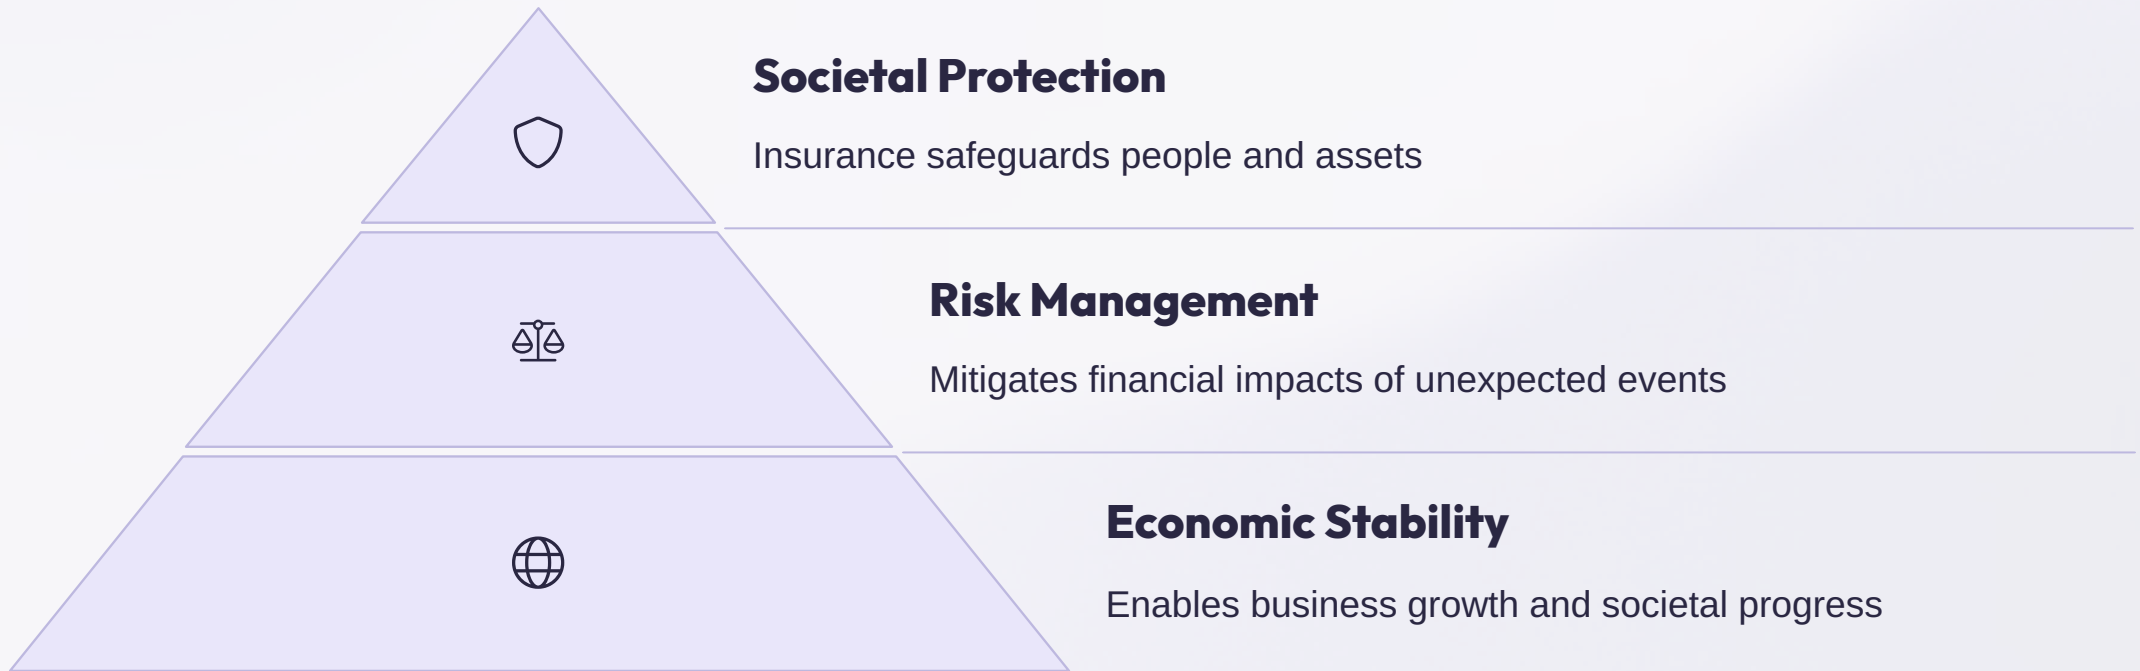 Societal Protection
Insurance safeguards people and assets
Risk Management
Mitigates financial impacts of unexpected events
Economic Stability
Enables business growth and societal progress